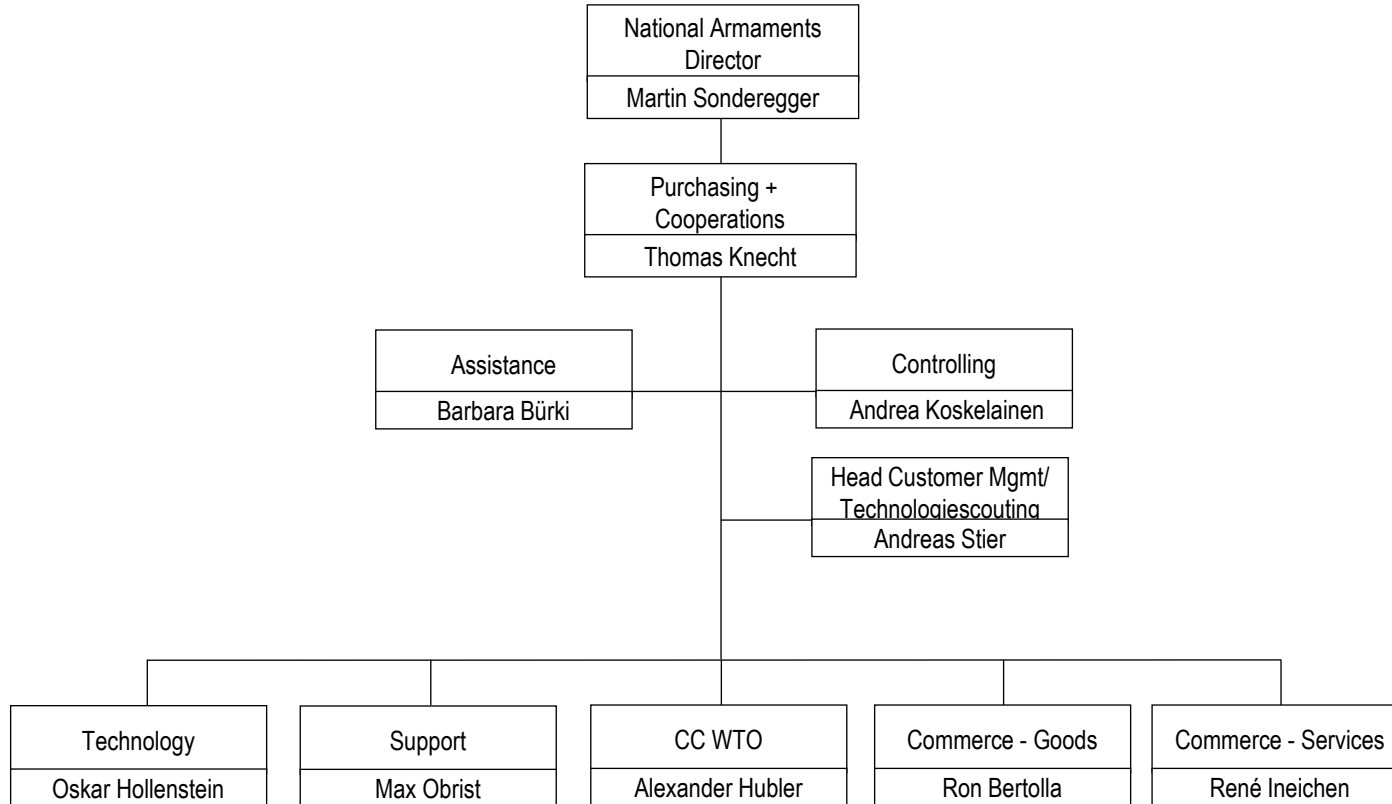 National Armaments
Director
Martin Sonderegger
Purchasing +
Cooperations
Thomas Knecht
Assistance
Barbara Bürki
Controlling
Andrea Koskelainen
Head Customer Mgmt/
Technologiescouting
Andreas Stier
Technology
Oskar Hollenstein
Support
Max Obrist
CC WTO
Alexander Hubler
Commerce - Goods
Ron Bertolla
Commerce - Services
René Ineichen